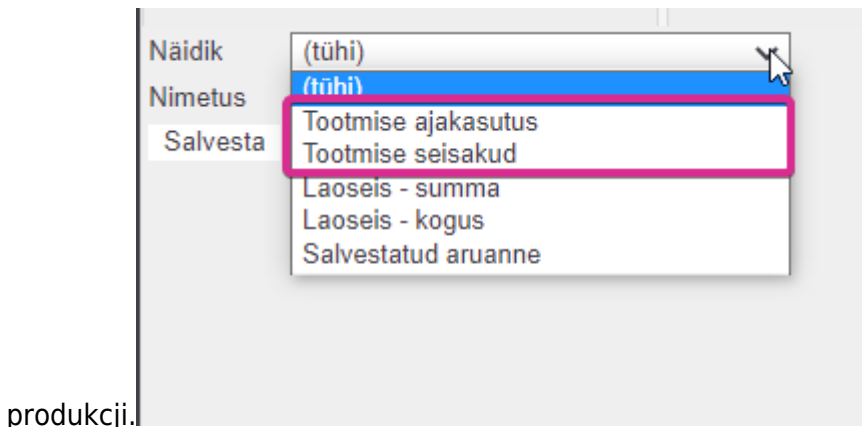 Näidik (tühi)
(tühi)
Nimetus
Tootmise ajakasutus
Salvesta
Tootmise seisakud
Laoseis - summa
Laoseis - kogus
Salvestatud aruanne
produkcji.